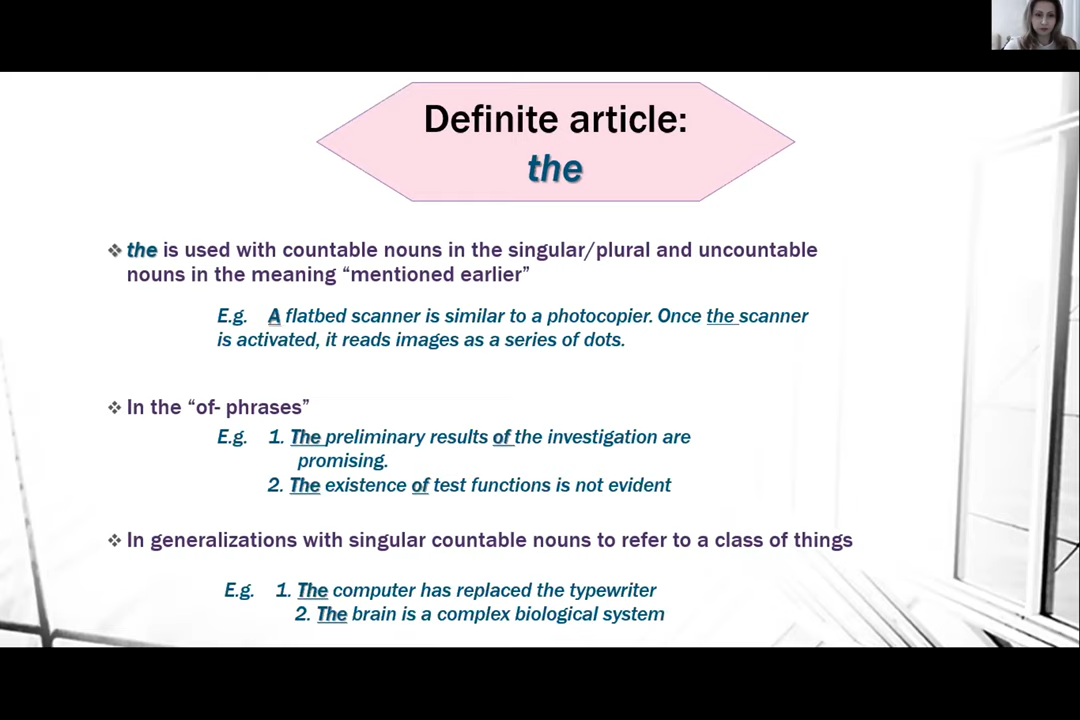 Definite article:
the
❖ the is used with countable nouns in the singular/plural and uncountable
nouns in the meaning “mentioned earlier”
E.g. A flatbed scanner is similar to a photocopier. Once the scanner
is activated, it reads images as a series of dots.
❖ In the “of- phrases”
E.g. 1. The preliminary results of the investigation are
promising.
2. The existence of test functions is not evident
❖ In generalizations with singular countable nouns to refer to a class of things
E.g. 1. The computer has replaced the typewriter
2. The brain is a complex biological system